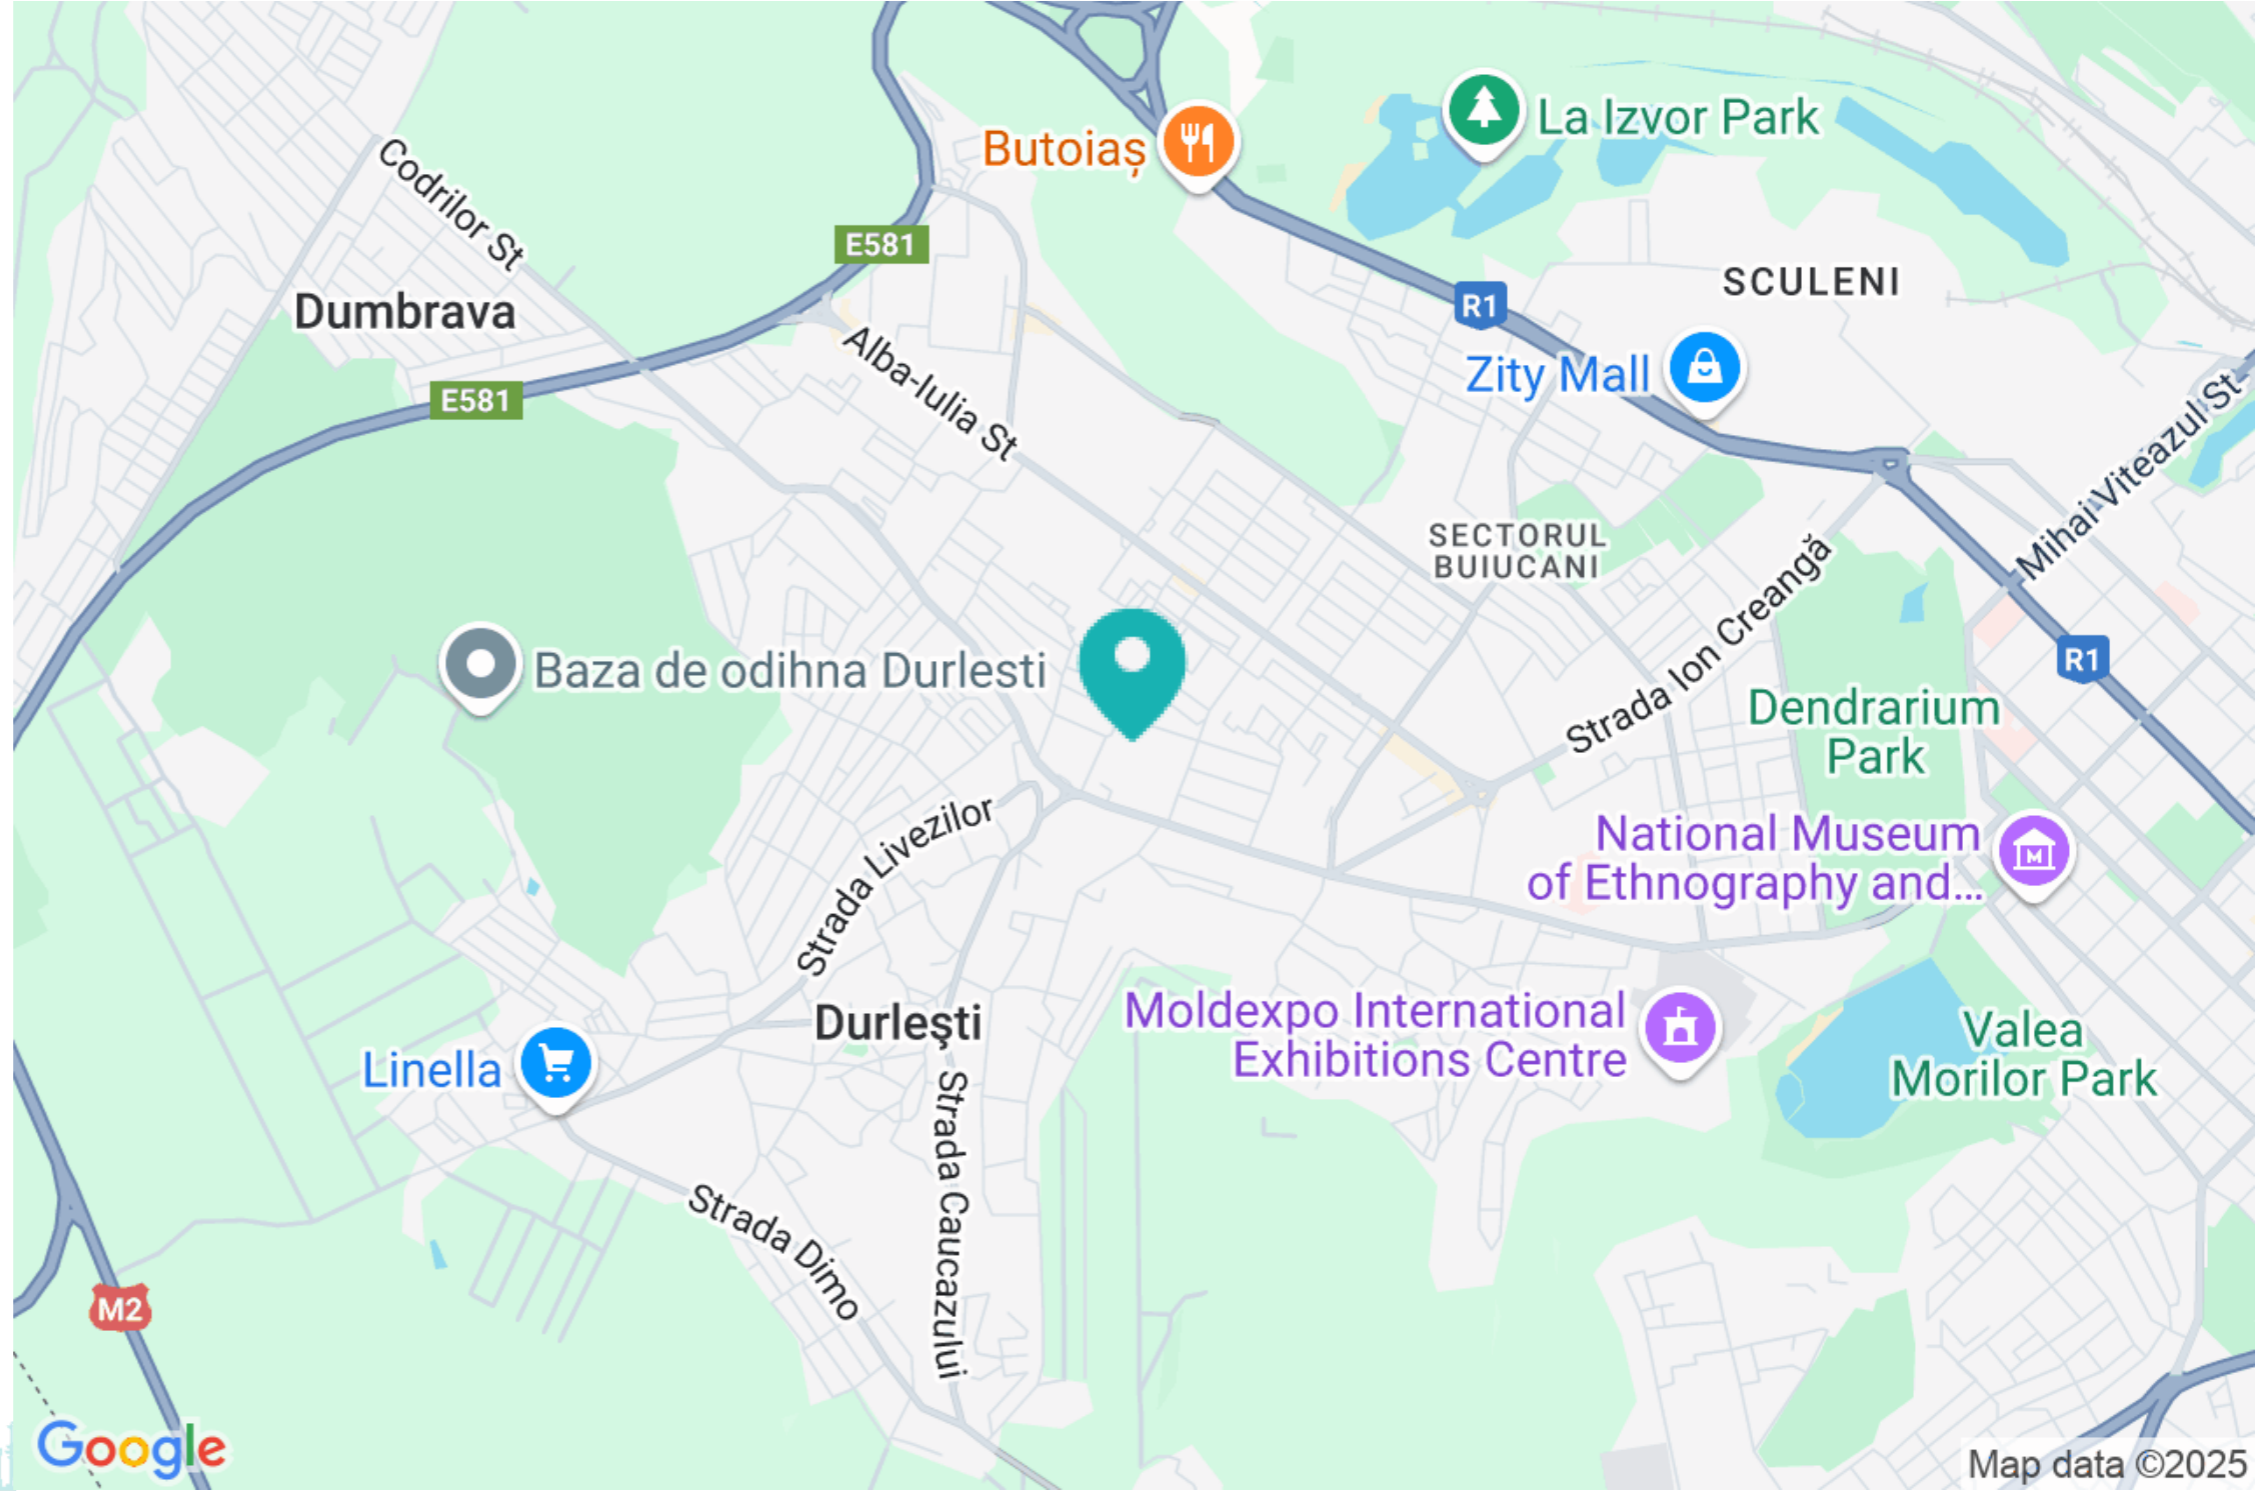 La Izvor Park
Butoiaș
Codrilor St
E581
SCULENI
R1
Dumbrava
Zity Mall
Alba-Iulia St
E581
Mihai Viteazul St
SECTORUL
BUIUCANI
Strada Ion Creangă
Baza de odihna Durlesti
R1
Dendrarium
Park
Strada Livezilor
National Museum
of Ethnography and...
Durleşti
Moldexpo International
Exhibitions Centre
Valea
Morilor Park
Linella
Strada Caucazului
Strada Dimo
M2
Google
Map data ©2025